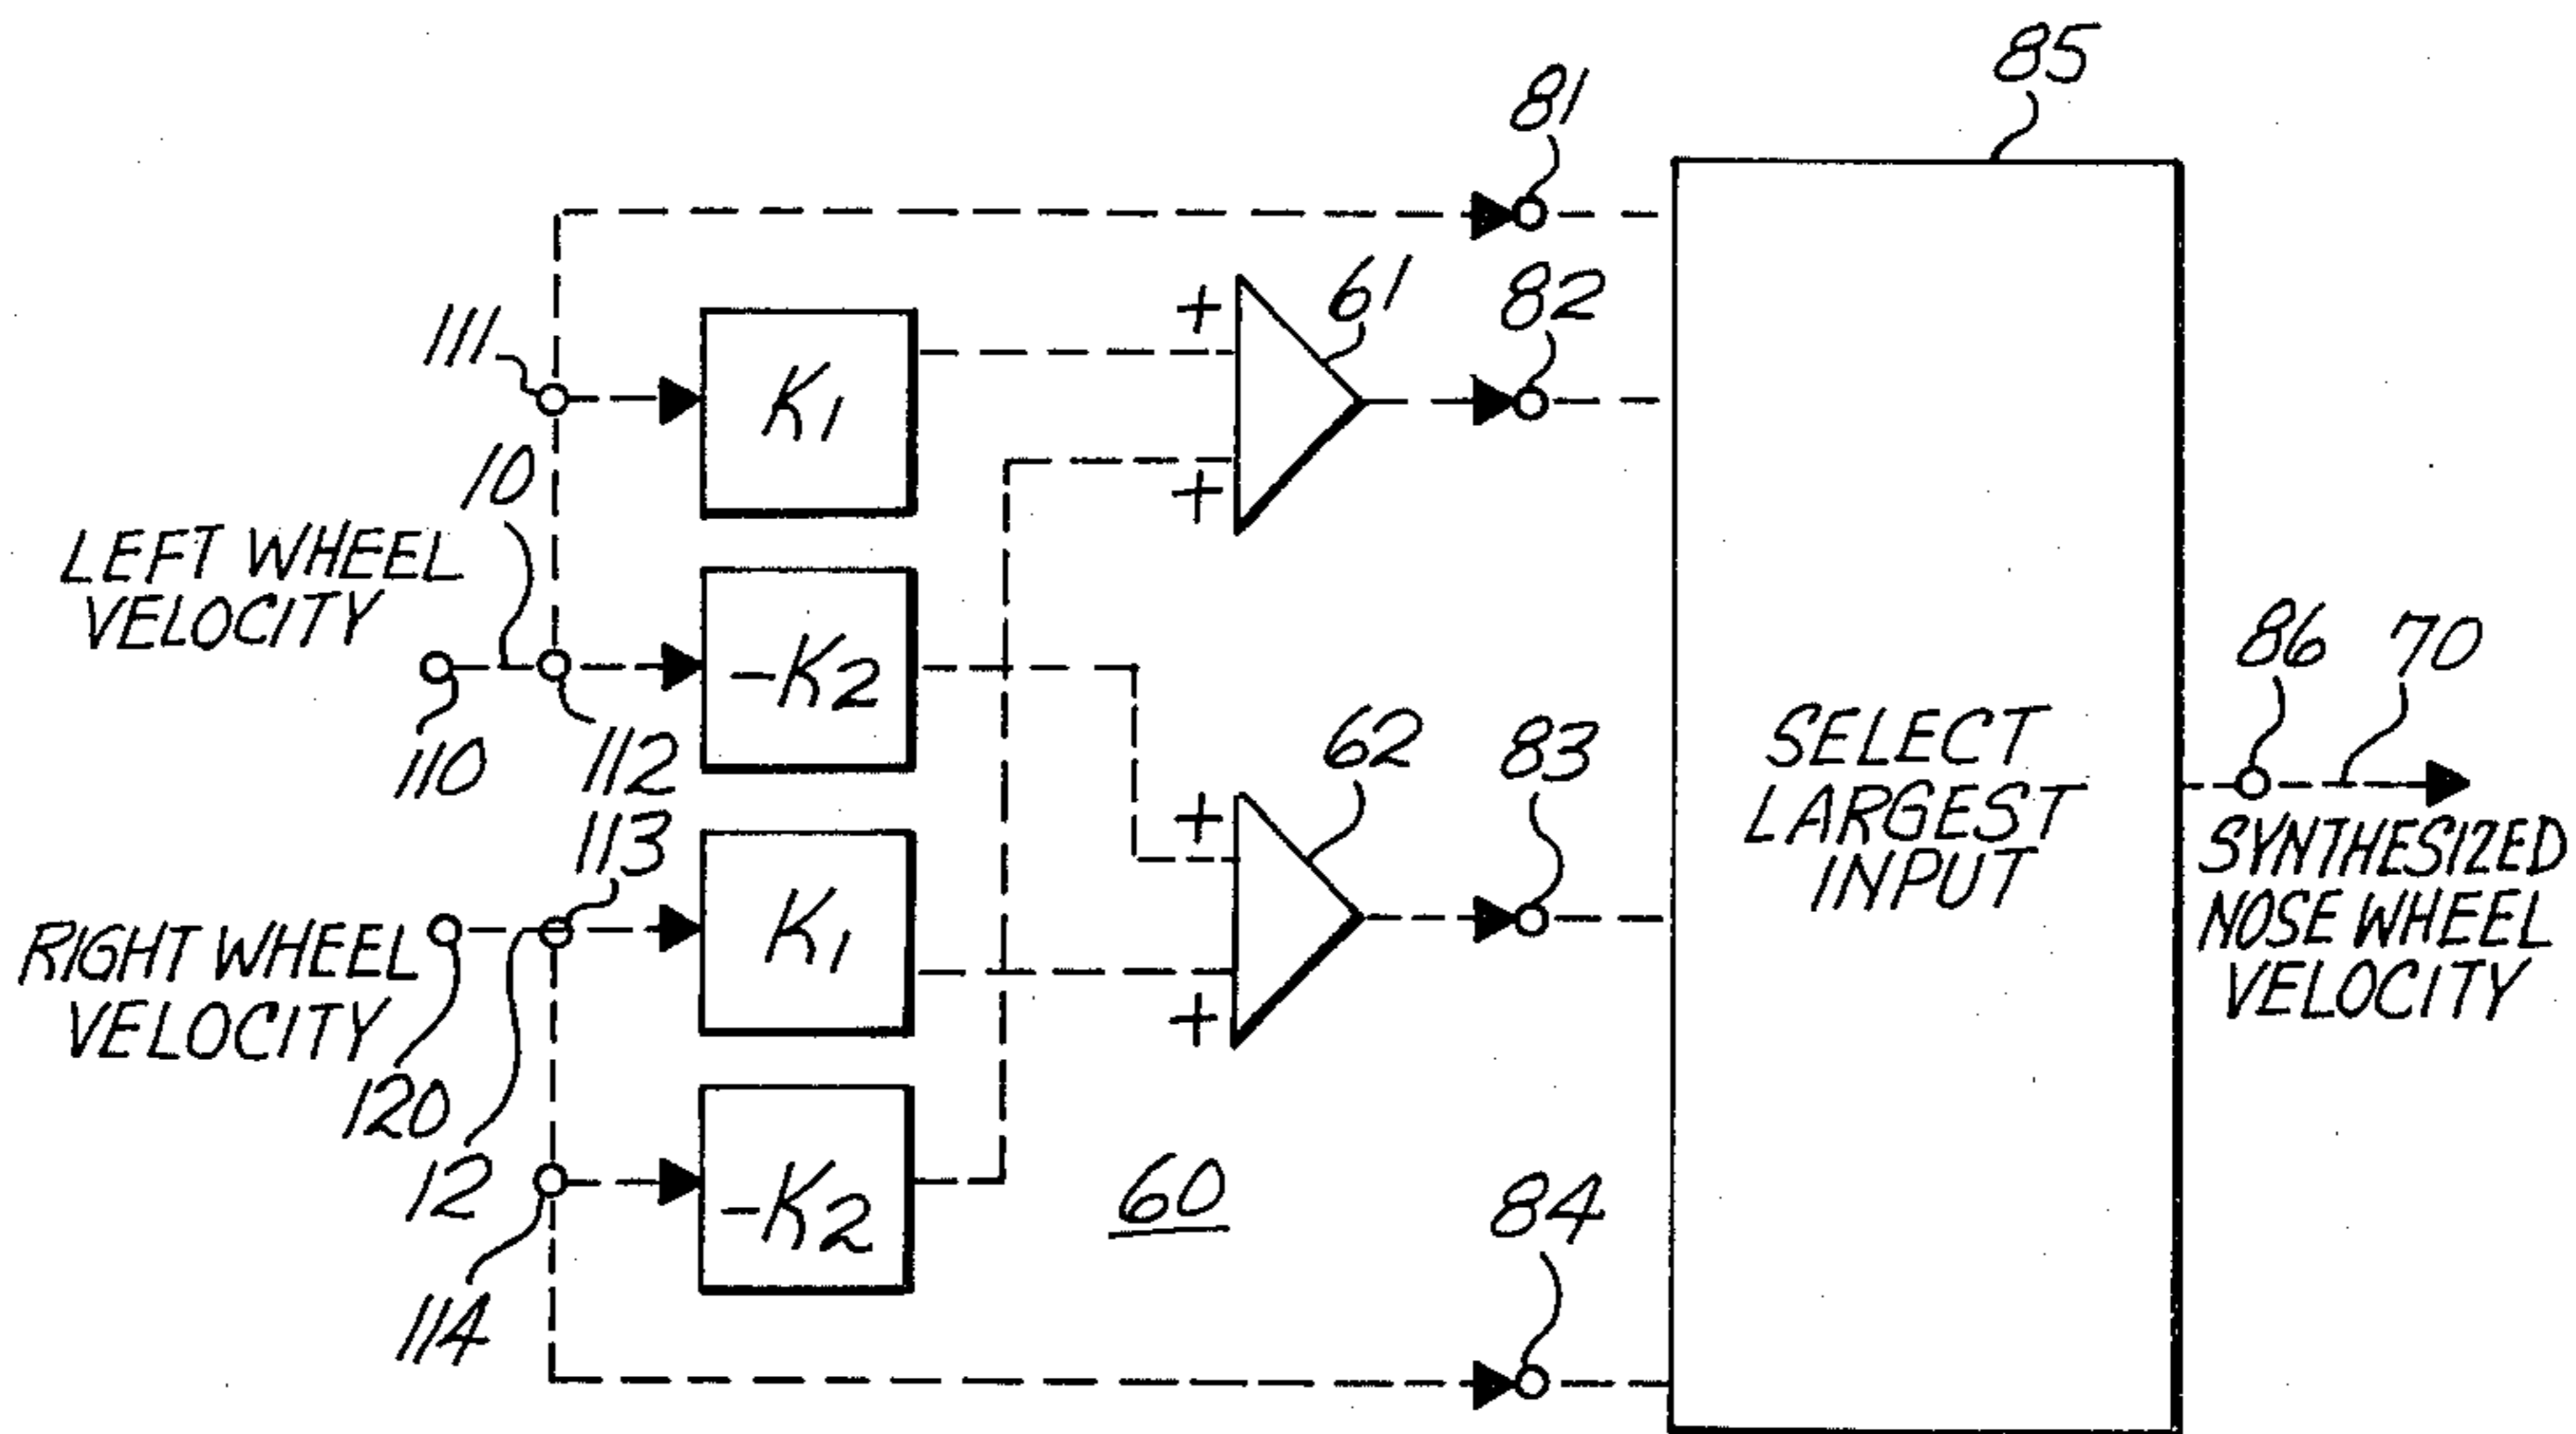 85
81
61
82
111
+
K1
10
+
LEFT WHEEL
VELOCITY
-K2
86
70
110
112
62
83
SELECT
LARGEST
INPUT
113
+
SYNTHESIZED
NOSE WHEEL
VELOCITY
RIGHT WHEEL
VELOCITY
K1
+
120
12
-K2
60
84
114